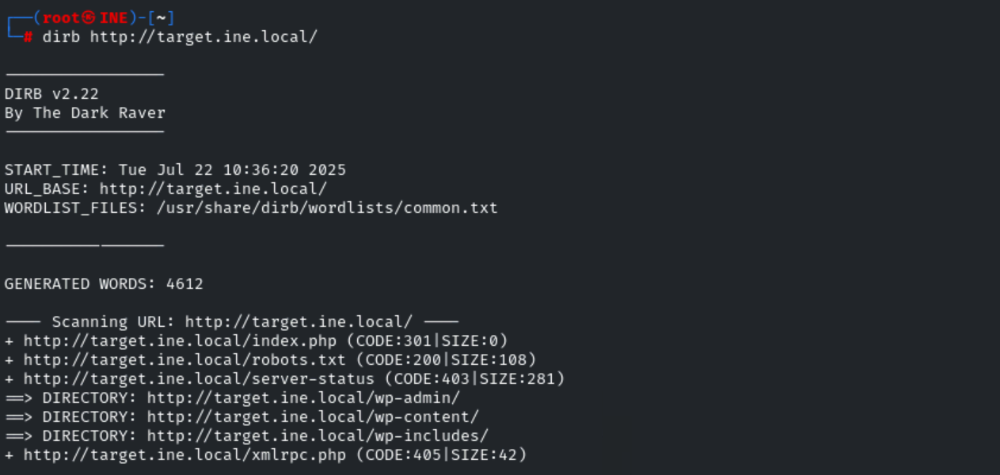 ┌──(root㉿INE)-[~]
└─# dirb http://target.ine.local/
-----------------
DIRB v2.22
By The Dark Raver
-----------------
START_TIME: Tue Jul 22 10:36:20 2025
URL_BASE: http://target.ine.local/
WORDLIST_FILES: /usr/share/dirb/wordlists/common.txt
-----------------
GENERATED WORDS: 4612
---- Scanning URL: http://target.ine.local/ ----
+ http://target.ine.local/index.php (CODE:301|SIZE:0)
+ http://target.ine.local/robots.txt (CODE:200|SIZE:108)
+ http://target.ine.local/server-status (CODE:403|SIZE:281)
==> DIRECTORY: http://target.ine.local/wp-admin/
==> DIRECTORY: http://target.ine.local/wp-content/
==> DIRECTORY: http://target.ine.local/wp-includes/
+ http://target.ine.local/xmlrpc.php (CODE:405|SIZE:42)